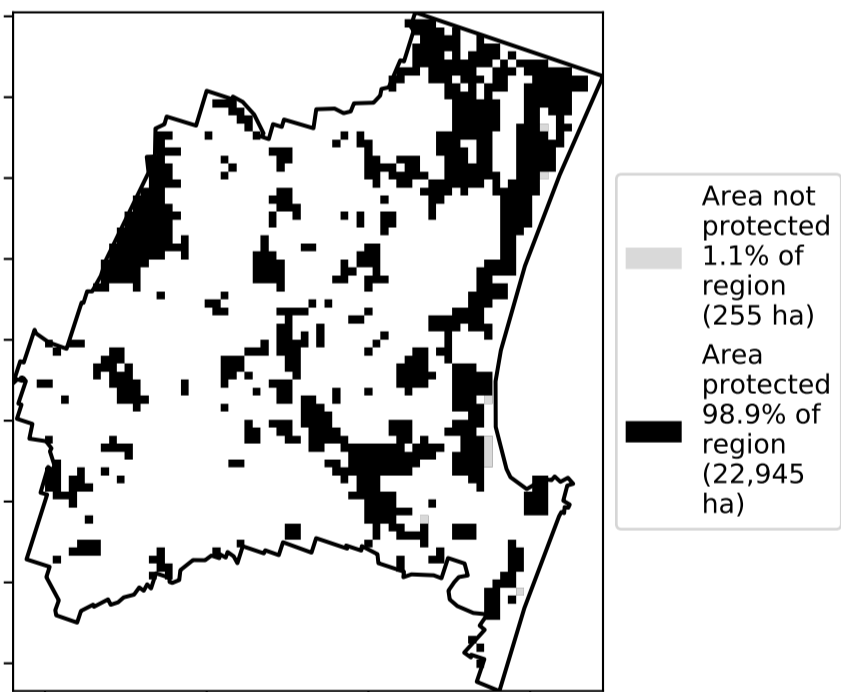 Area not
protected
1.1% of
region
(255 ha)
Area
protected
98.9% of
region
(22,945
ha)